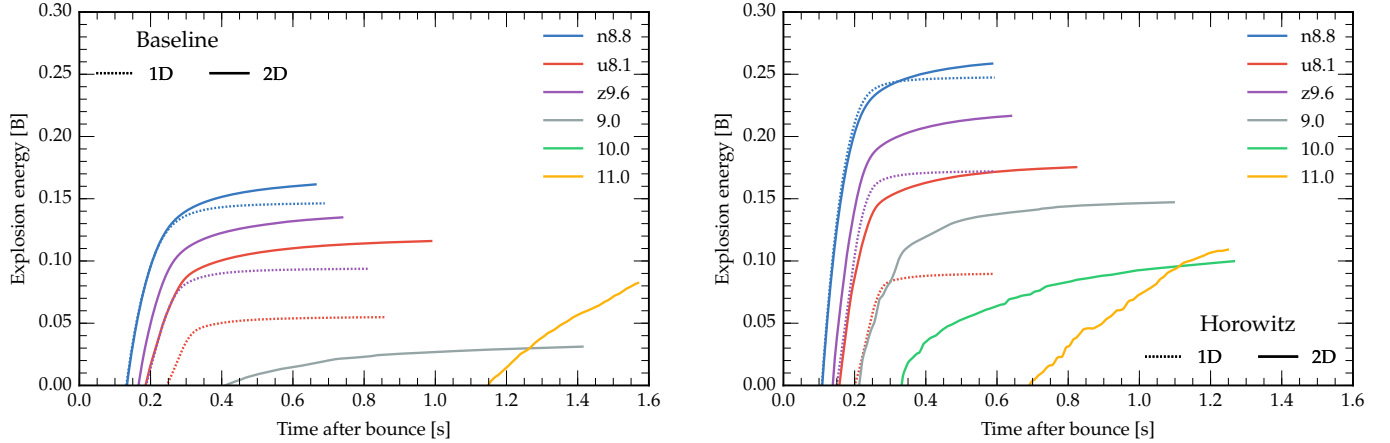 0.30
0.25
0.20
0.15
0.10
0.05
0.00
Explosion energy [B]
Baseline
1D 2D
n8.8
u8.1
z9.6
9.0
10.0
11.0
0.0 0.2 0.4 0.6 0.8 1.0 1.2 1.4 1.6
Time after bounce [s]
0.30
0.25
0.20
0.15
0.10
0.05
0.00
Explosion energy [B]
n8.8
u8.1
z9.6
9.0
10.0
11.0
Horowitz
1D 2D
0.0 0.2 0.4 0.6 0.8 1.0 1.2 1.4 1.6
Time after bounce [s]